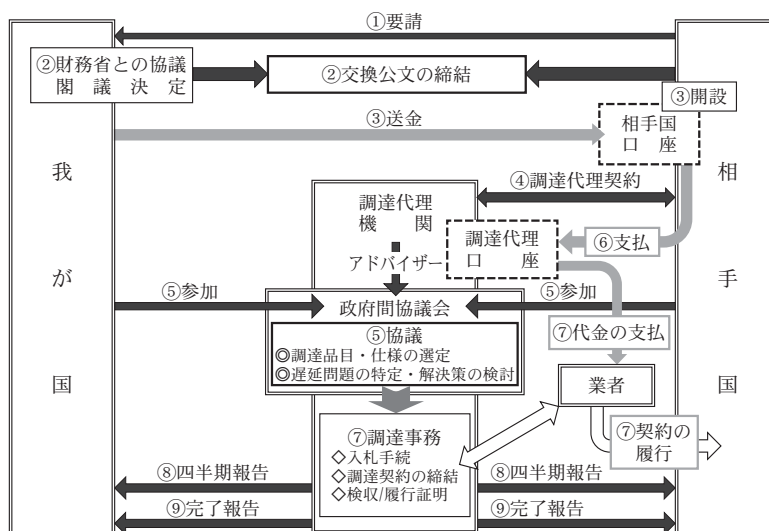 ①要請
②財務省との協議
閣議決定
②交換公文の締結
③開設
③送金
相手国
口座
我が国
相手国
④調達代理契約
調達代理
機関
調達代理
口座
⑥支払
アドバイザー
⑤参加
政府間協議会
⑤参加
⑤協議
◎調達品目・仕様の選定
◎遅延問題の特定・解決策の検討
⑦代金の支払
業者
⑦調達事務
◇入札手続
◇調達契約の締結
◇検収/履行証明
⑦契約の
履行
⑧四半期報告
⑧四半期報告
⑨完了報告
⑨完了報告